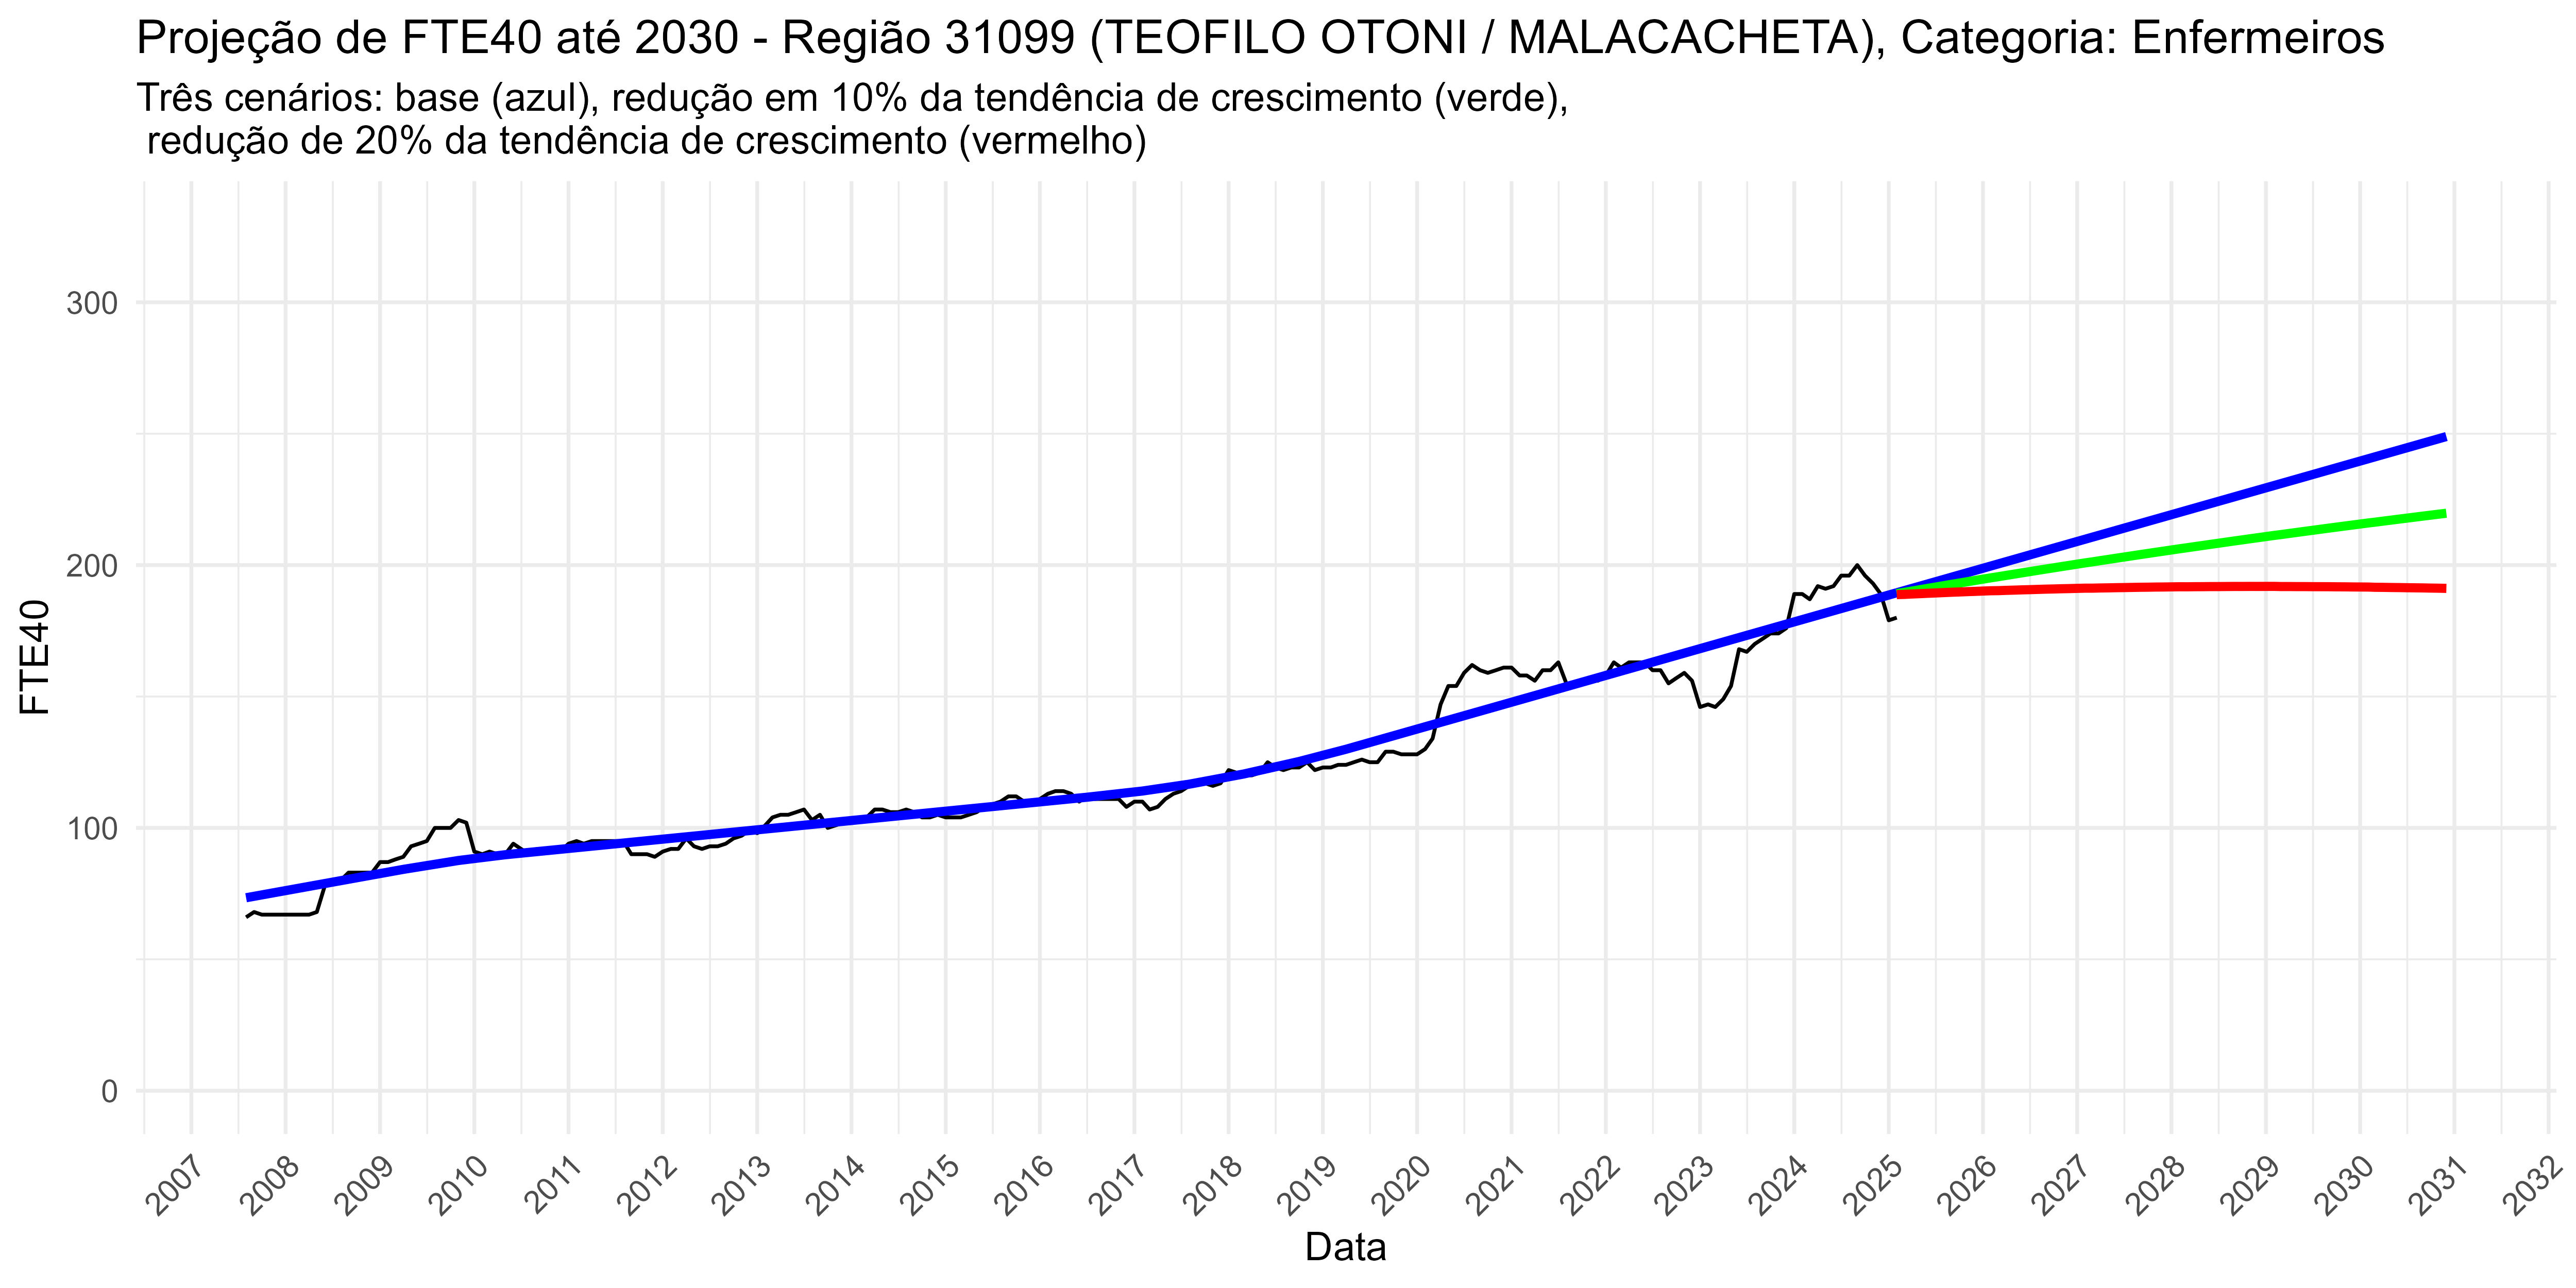 Projeção de FTE40 até 2030 - Região 31099 (TEOFILO OTONI / MALACACHETA), Categoria: Enfermeiros
Três cenários: base (azul), redução em 10% da tendência de crescimento (verde),
redução de 20% da tendência de crescimento (vermelho)
FTE40
300
200
100
0
2007 2008 2009 2010 2011 2012 2013 2014 2015 2016 2017 2018 2019 2020 2021 2022 2023 2024 2025 2026 2027 2028 2029 2030 2031 2032
Data